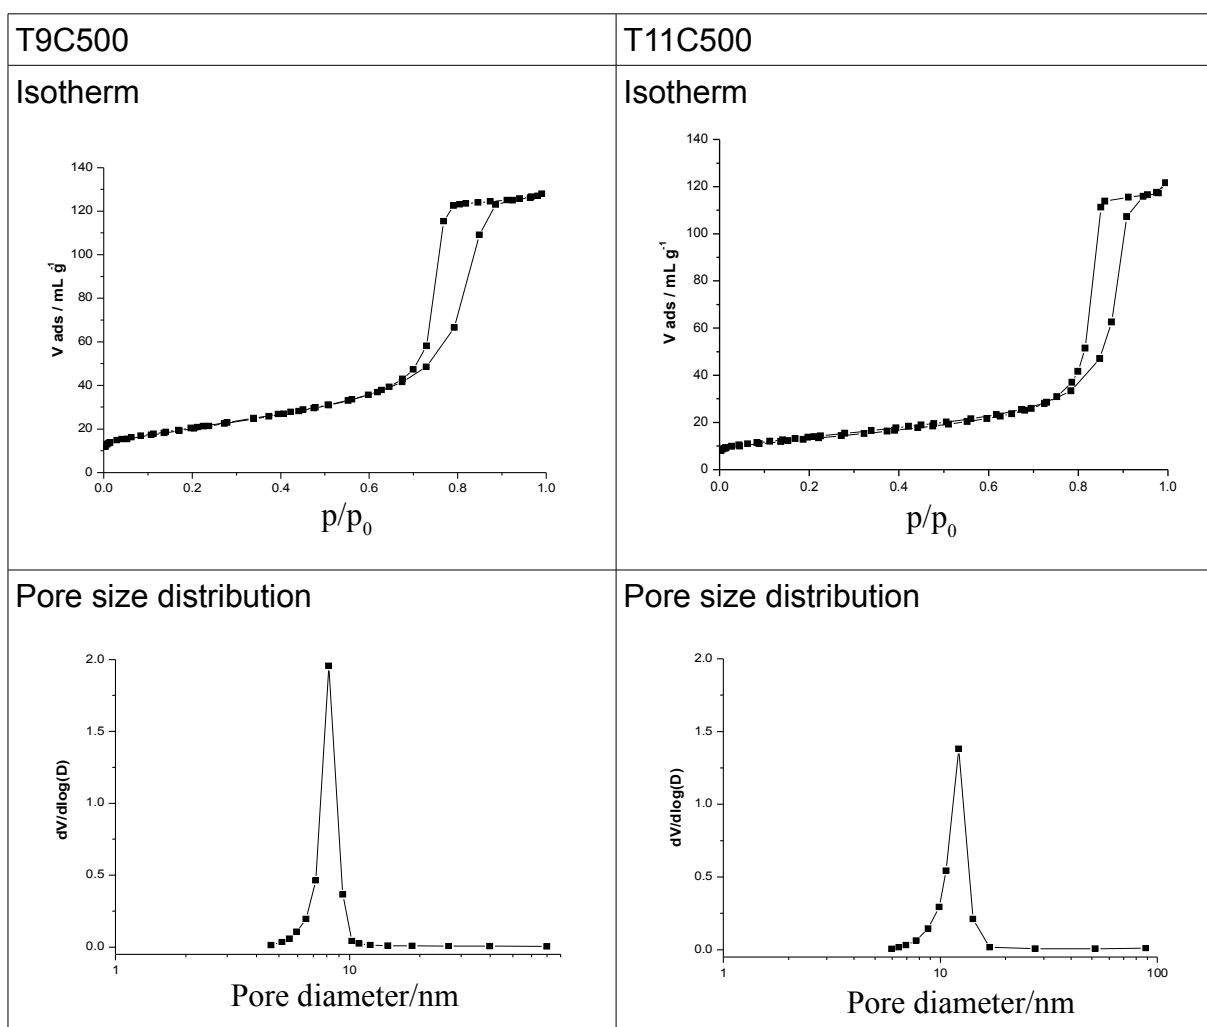 T9C500
T11C500
Isotherm
Isotherm
140
120
100
80
60
40
20
0
V ads / mL g-1
0.0 0.2 0.4 0.6 0.8 1.0
p/p0
140
120
100
80
60
40
20
0
V ads / mL g-1
0.0 0.2 0.4 0.6 0.8 1.0
p/p0
Pore size distribution
Pore size distribution
2.0
1.5
1.0
0.5
0.0
dV/dlog(D)
1 10
Pore diameter/nm
2.0
1.5
1.0
0.5
0.0
dV/dlog(D)
1 10 100
Pore diameter/nm